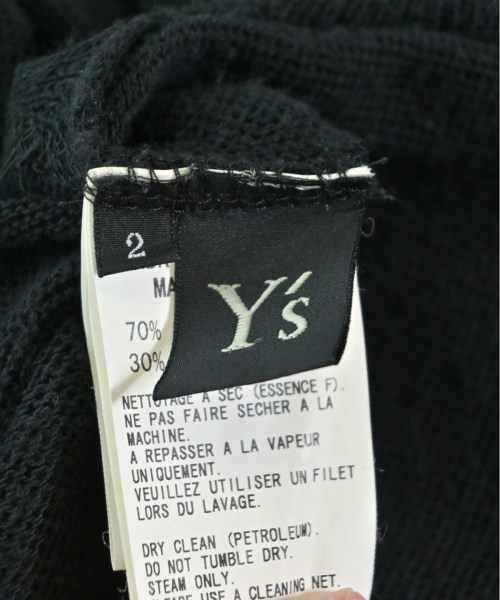 2
Y's
MA
70%
30%
NETTOYAGE A SEC (ESSENCE F).
NE PAS FAIRE SECHER A LA
MACHINE.
A REPASSER A LA VAPEUR
UNIQUEMENT.
VEUILLEZ UTILISER UN FILET
LORS DU LAVAGE.
DRY CLEAN (PETROLEUM).
DO NOT TUMBLE DRY.
STEAM ONLY.
PLEASE USE A CLEANING NET.